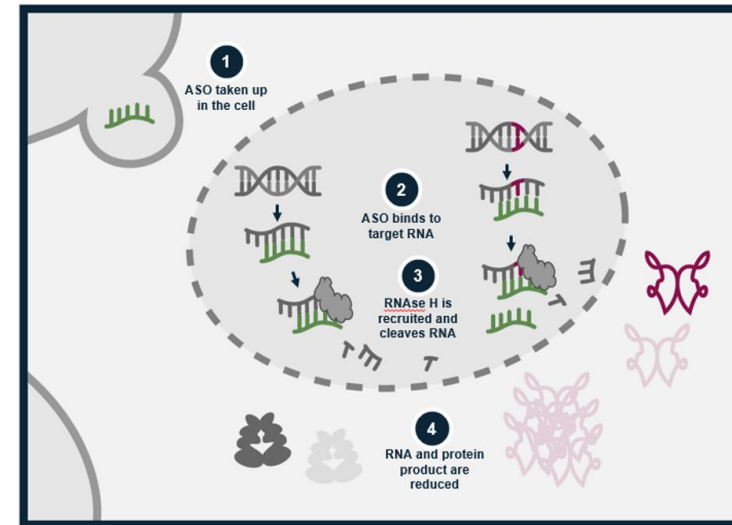 1
ASO taken up
in the cell
2
ASO binds to
target RNA
3
RNAse H is
recruited and
cleaves RNA
4
RNA and protein
product are
reduced